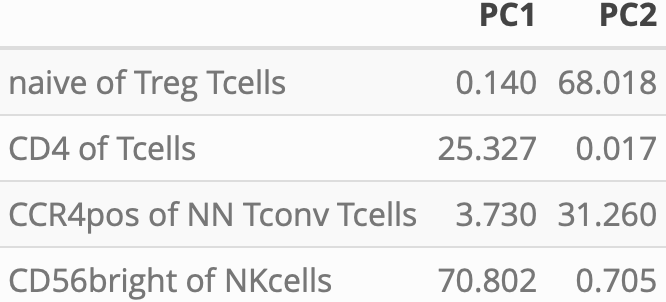 PC1 PC2
naive of Treg Tcells 0.140 68.018
CD4 of Tcells 25.327 0.017
CCR4pos of NN Tconv Tcells 3.730 31.260
CD56bright of NKcells 70.802 0.705